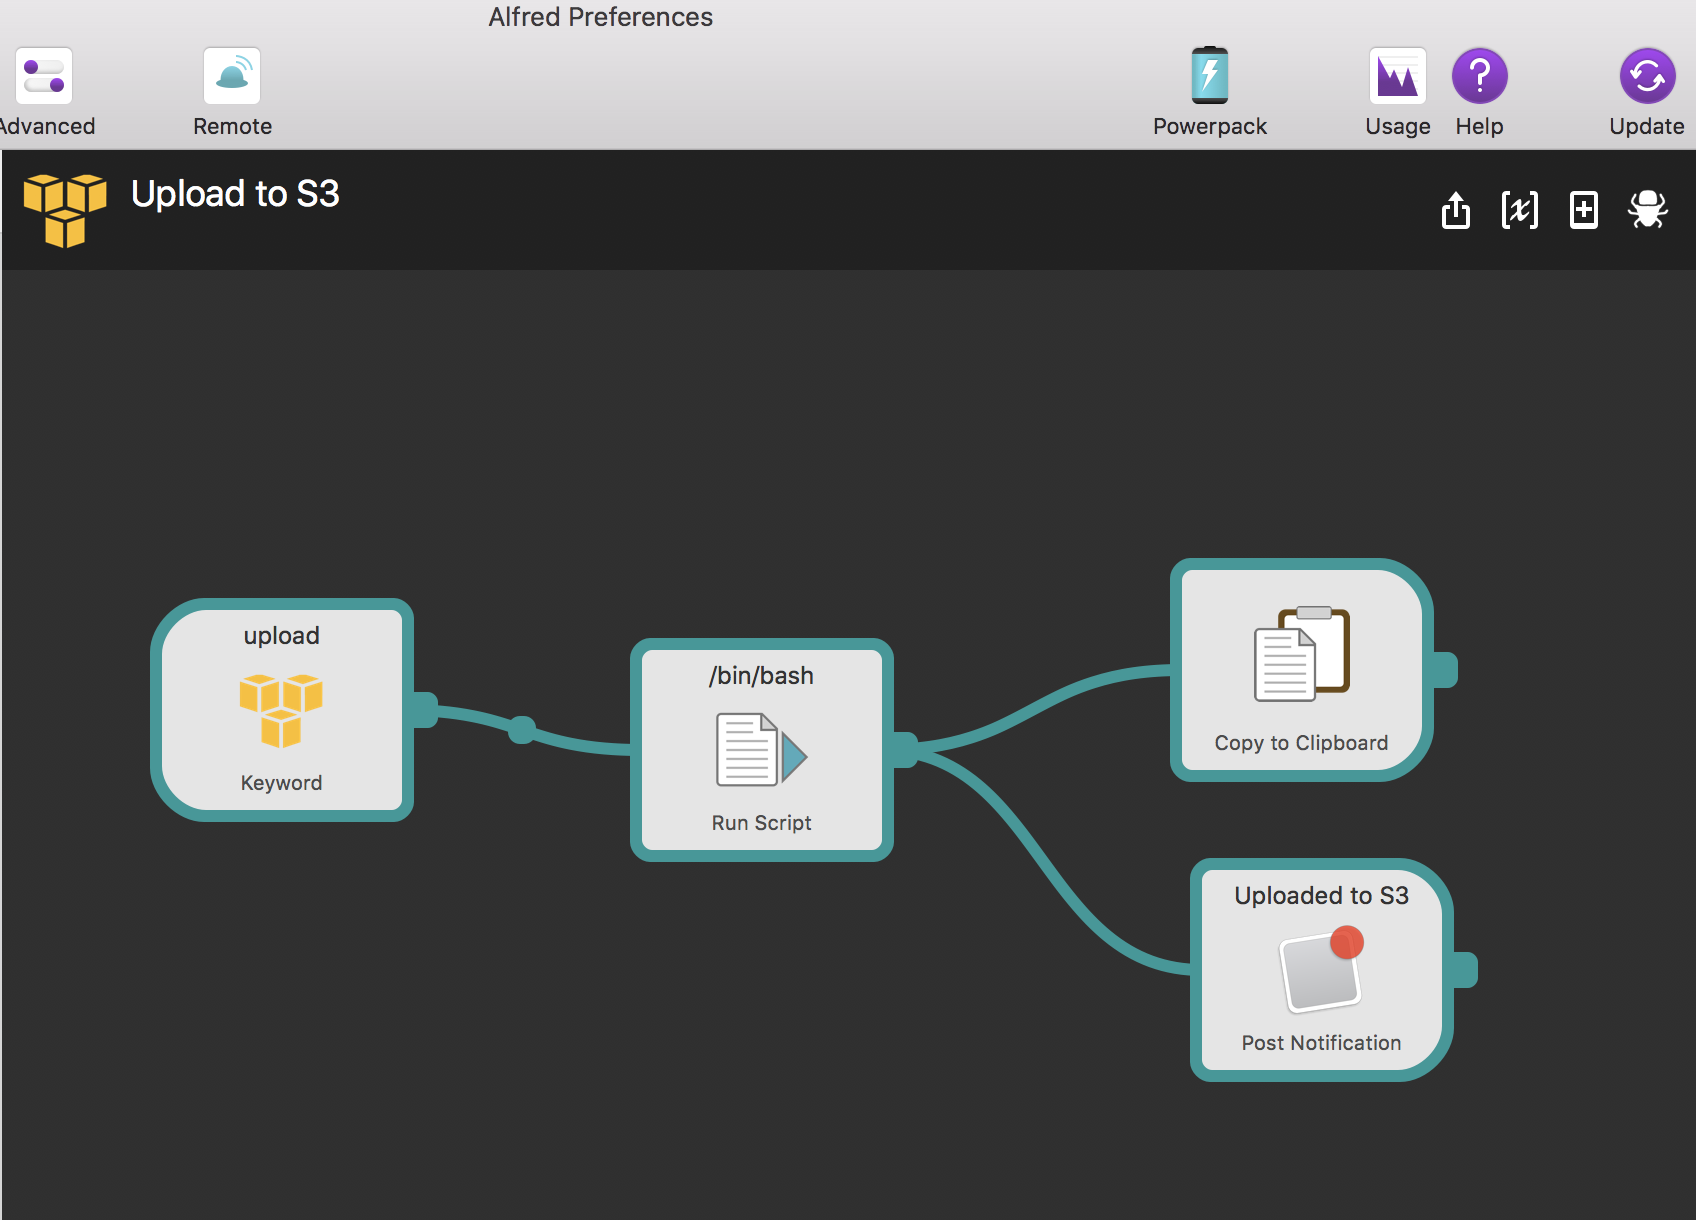 Alfred Preferences
Advanced
Remote
Powerpack
Usage
Help
Update
Upload to S3
upload
Keyword
/bin/bash
Run Script
Copy to Clipboard
Uploaded to S3
Post Notification